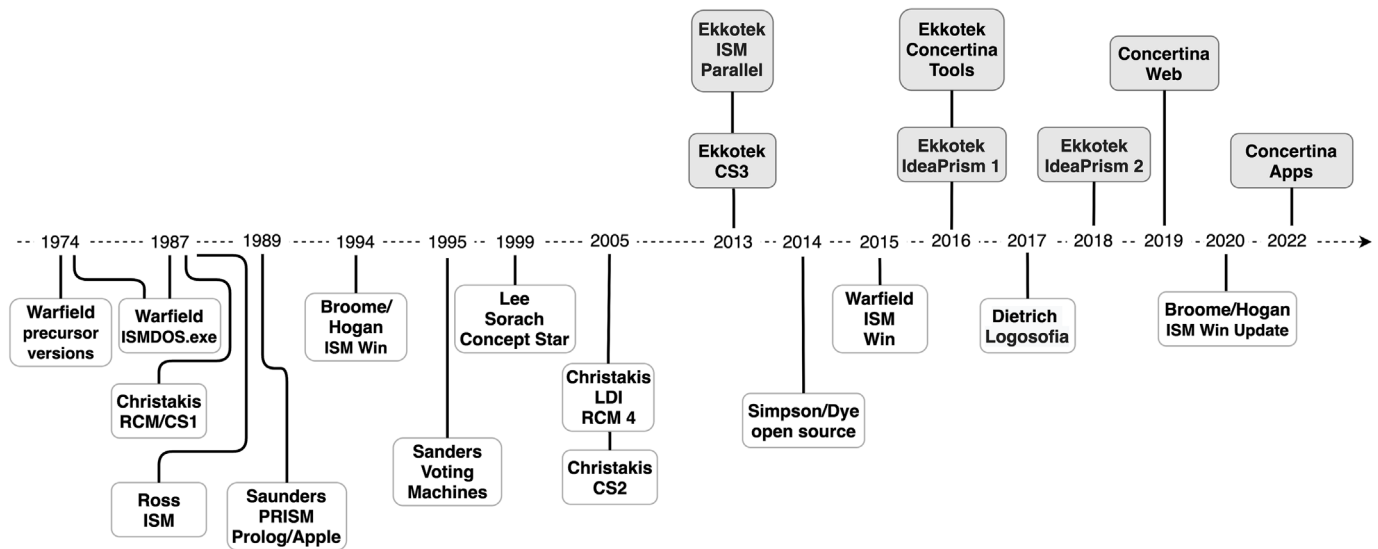 Ekkotek
ISM
Parallel
Ekkotek
Concertina
Tools
Concertina
Web
Ekkotek
CS3
Ekkotek
IdeaPrism 1
Ekkotek
IdeaPrism 2
Concertina
Apps
1974
1987
1989
1994
1995
1999
2005
2013
2014
2015
2016
2017
2018
2019
2020
2022
Warfield
precursor
versions
Warfield
ISMDOS.exe
Christakis
RCM/CS1
Ross
ISM
Saunders
PRISM
Prolog/Apple
Broome/
Hogan
ISM Win
Sanders
Voting
Machines
Lee
Sorach
Concept Star
Christakis
LDI
RCM 4
Christakis
CS2
Simpson/Dye
open source
Warfield
ISM
Win
Dietrich
Logosofia
Broome/Hogan
ISM Win Update